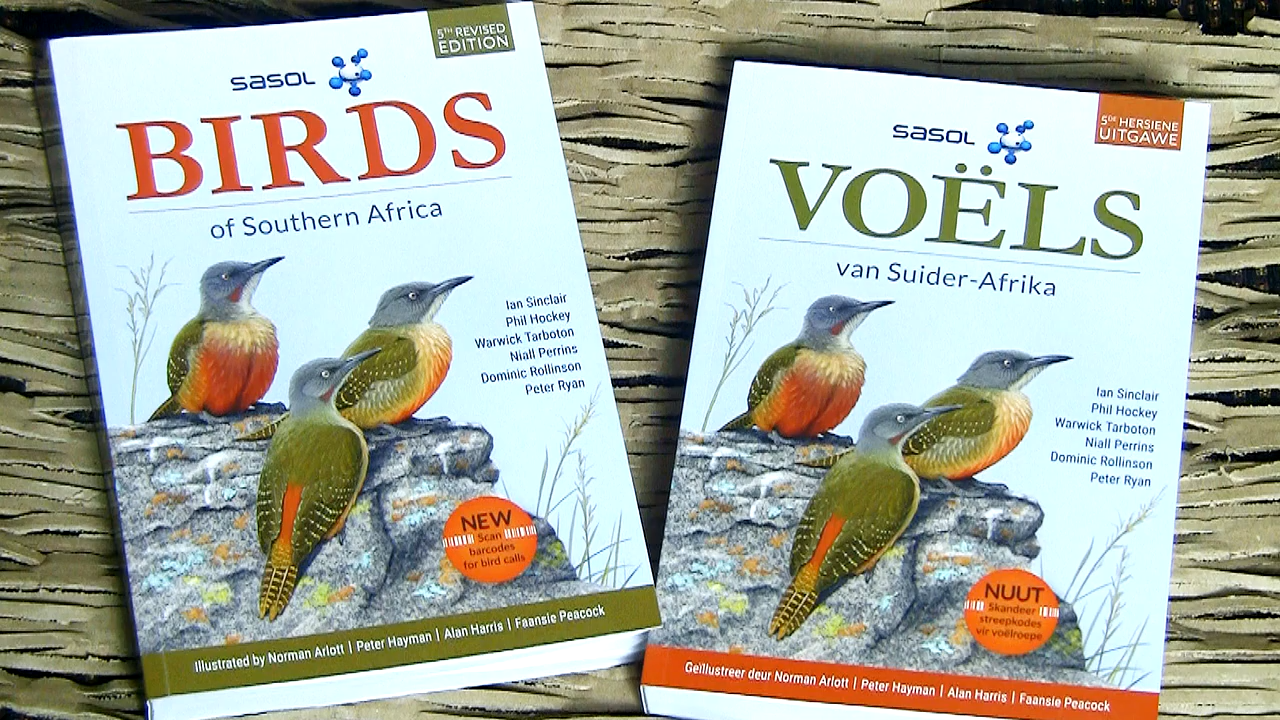 5TH REVISED
EDITION
sasol
BIRDS
of Southern Africa
Ian Sinclair
Phil Hockey
Warwick Tarboton
Niall Perrins
Dominic Rollinson
Peter Ryan
NEW
Scan
barcodes
for bird calls
Illustrated by Norman Arlott | Peter Hayman | Alan Harris | Faansie Peacock
5DE HERSIENE
UITGAWE
sasol
VOËLS
van Suider-Afrika
Ian Sinclair
Phil Hockey
Warwick Tarboton
Niall Perrins
Dominic Rollinson
Peter Ryan
NUUT
Skandeer
streepkodes
vir voëlroepe
Geïllustreer deur Norman Arlott | Peter Hayman | Alan Harris | Faansie Peacock